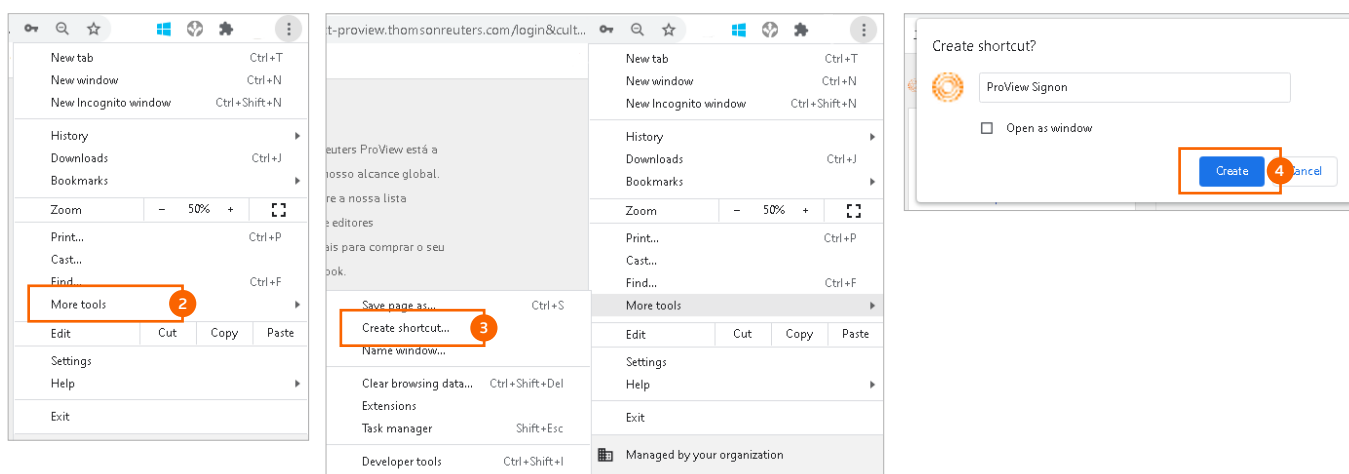 New tab Ctrl+T
New window Ctrl+N
New Incognito window Ctrl+Shift+N
History
Downloads Ctrl+J
Bookmarks
Zoom - 50% +
Print... Ctrl+P
Cast...
Find... Ctrl+F
More tools 2
Edit Cut Copy Paste
Settings
Help
Exit
t-proview.thomsonreuters.com/login&cult...
euters ProView está a
nosso alcance global.
re a nossa lista
e editores
ais para comprar o seu
ook.
Save page as... Ctrl+S
Create shortcut... 3
Name window...
Clear browsing data... Ctrl+Shift+Del
Extensions
Task manager Shift+Esc
Developer tools Ctrl+Shift+I
New tab Ctrl+T
New window Ctrl+N
New Incognito window Ctrl+Shift+N
History
Downloads Ctrl+J
Bookmarks
Zoom - 50% +
Print... Ctrl+P
Cast...
Find... Ctrl+F
More tools
Edit Cut Copy Paste
Settings
Help
Exit
Managed by your organization
Create shortcut?
ProView Signon
Open as window
Create 4 Cancel